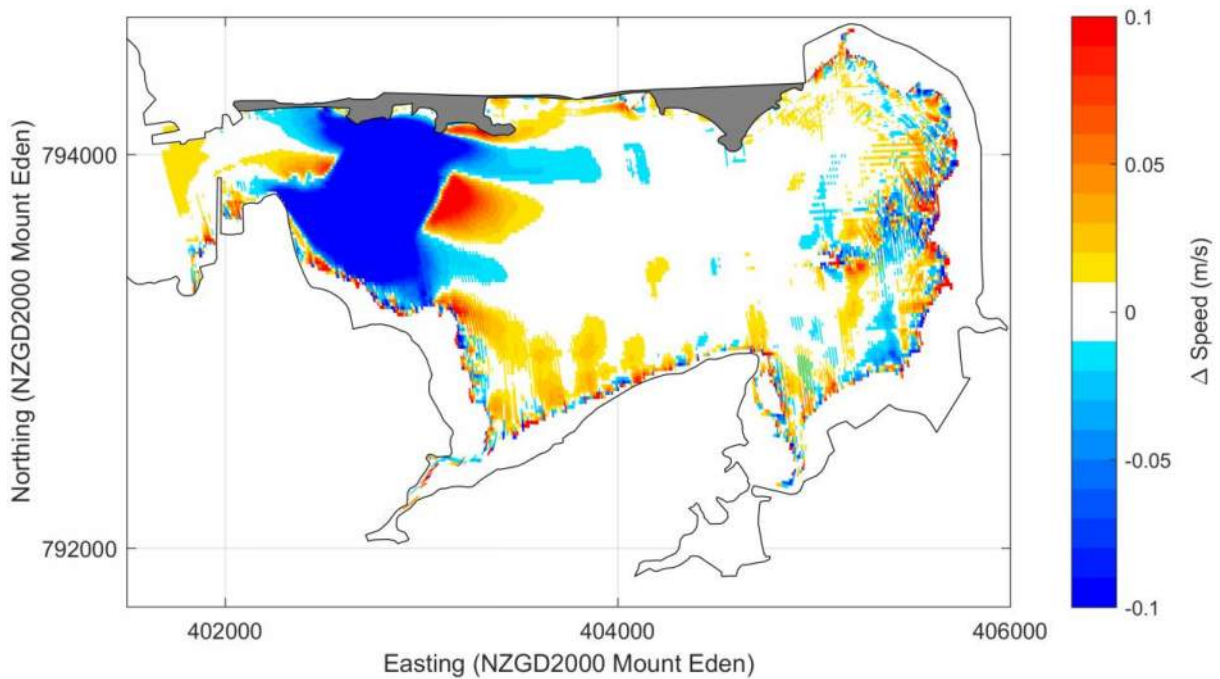 0.1
0.05
0
-0.05
-0.1
Δ Speed (m/s)
794000
792000
Northing (NZGD2000 Mount Eden)
402000 404000 406000
Easting (NZGD2000 Mount Eden)